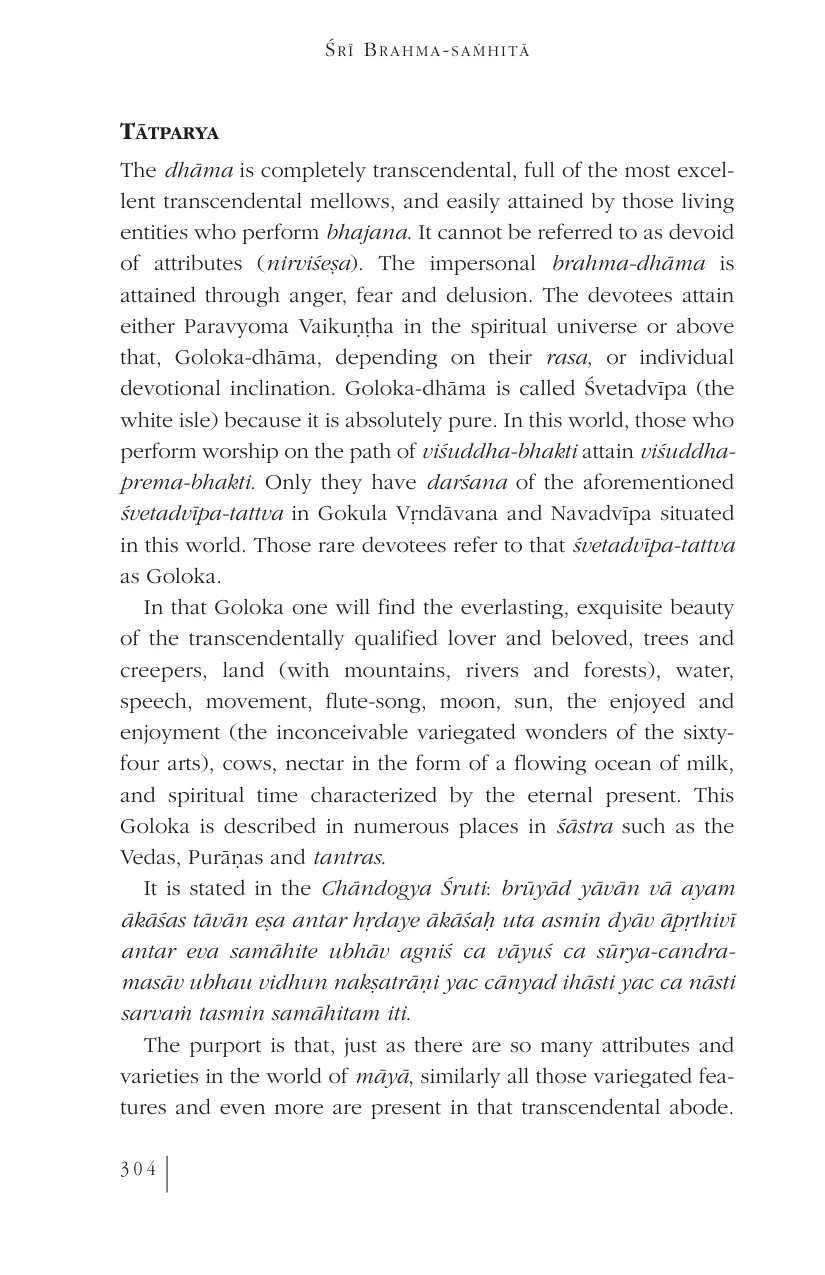 Śrī Brahma-saṁhitā
Tātparya
The dhāma is completely transcendental, full of the most excel-
lent transcendental mellows, and easily attained by those living
entities who perform bhajana. It cannot be referred to as devoid
of attributes (nirviśeṣa). The impersonal brahma-dhāma is
attained through anger, fear and delusion. The devotees attain
either Paravyoma Vaikuṇṭha in the spiritual universe or above
that, Goloka-dhāma, depending on their rasa, or individual
devotional inclination. Goloka-dhāma is called Śvetadvīpa (the
white isle) because it is absolutely pure. In this world, those who
perform worship on the path of viśuddha-bhakti attain viśuddha-
prema-bhakti. Only they have darśana of the aforementioned
śvetadvīpa-tattva in Gokula Vṛndāvana and Navadvīpa situated
in this world. Those rare devotees refer to that śvetadvīpa-tattva
as Goloka.
In that Goloka one will find the everlasting, exquisite beauty
of the transcendentally qualified lover and beloved, trees and
creepers, land (with mountains, rivers and forests), water,
speech, movement, flute-song, moon, sun, the enjoyed and
enjoyment (the inconceivable variegated wonders of the sixty-
four arts), cows, nectar in the form of a flowing ocean of milk,
and spiritual time characterized by the eternal present. This
Goloka is described in numerous places in śāstra such as the
Vedas, Purāṇas and tantras.
It is stated in the Chāndogya Śruti: brūyād yāvān vā ayam
ākāśas tāvān eṣa antar hṛdaye ākāśaḥ uta asmin dyāv āpṛthivī
antar eva samāhite ubhāv agniś ca vāyuś ca sūrya-candra-
masāv ubhau vidhun nakṣatrāṇi yac cānyad ihāsti yac ca nāsti
sarvaṁ tasmin samāhitam iti.
The purport is that, just as there are so many attributes and
varieties in the world of māyā, similarly all those variegated fea-
tures and even more are present in that transcendental abode.
304